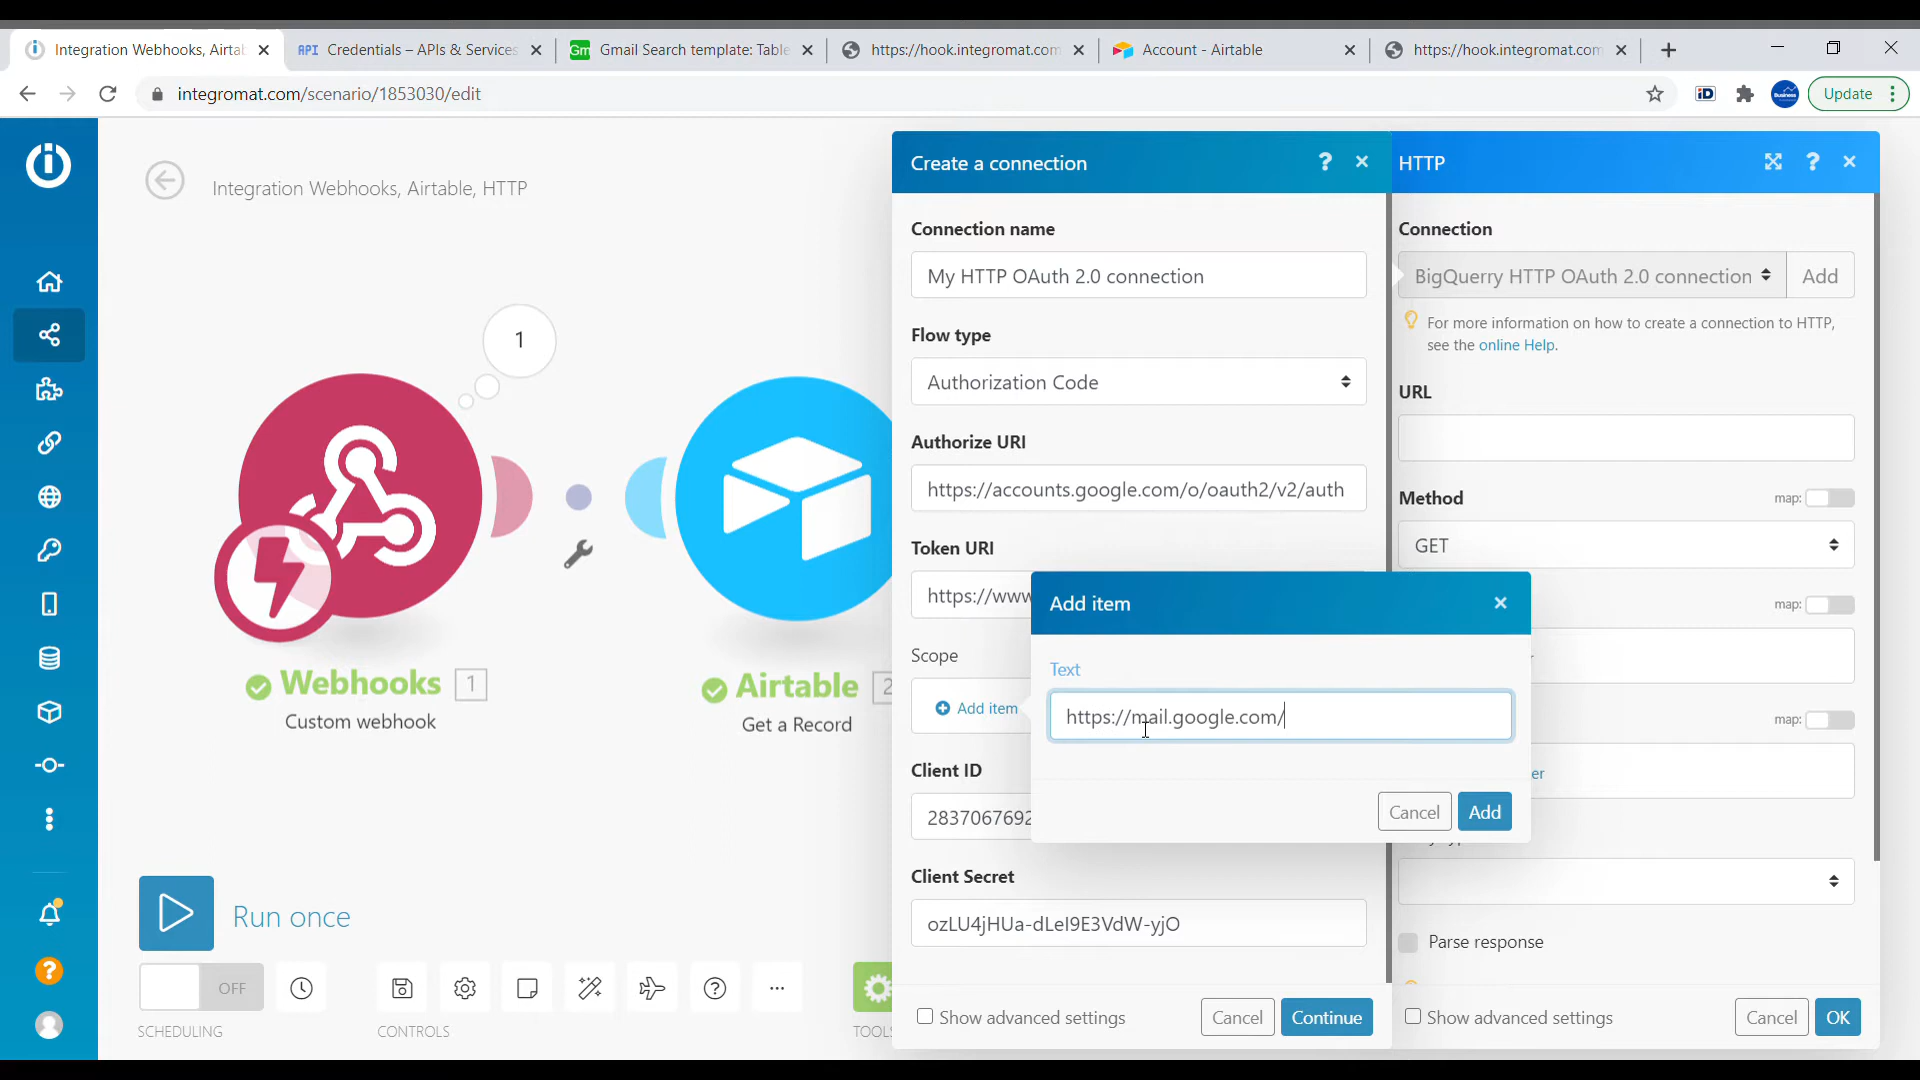 Integration Webhooks, Airtab
Credentials – APIs & Services
Gmail Search template: Table
https://hook.integromat.com
Account - Airtable
https://hook.integromat.com
integromat.com/scenario/1853030/edit
Update
Integration Webhooks, Airtable, HTTP
1
Webhooks 1
Custom webhook
Airtable 2
Get a Record
Run once
OFF
SCHEDULING
CONTROLS
TOOLS
Create a connection
Connection name
My HTTP OAuth 2.0 connection
Flow type
Authorization Code
Authorize URI
https://accounts.google.com/o/oauth2/v2/auth
Token URI
https://www
Scope
Add item
Client ID
2837067692
Client Secret
ozLU4jHUa-dLeI9E3VdW-yjO
Show advanced settings
Cancel
Continue
Add item
Text
https://mail.google.com/
Cancel
Add
HTTP
Connection
BigQuerry HTTP OAuth 2.0 connection
Add
For more information on how to create a connection to HTTP,
see the online Help.
URL
Method
map:
GET
map:
map:
er
Parse response
Show advanced settings
Cancel
OK